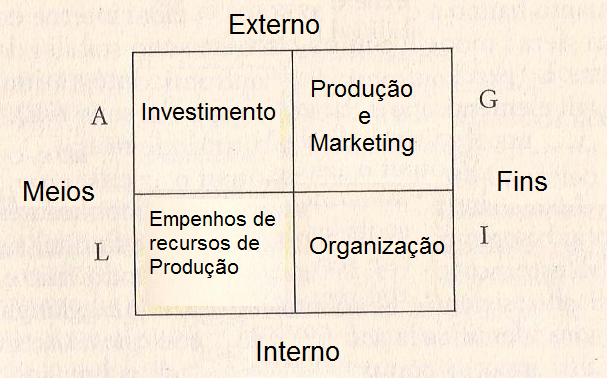 Externo
A
Investimento
Produção
e
Marketing
G
Meios
Fins
L
Empenhos de
recursos de
Produção
Organização
I
Interno